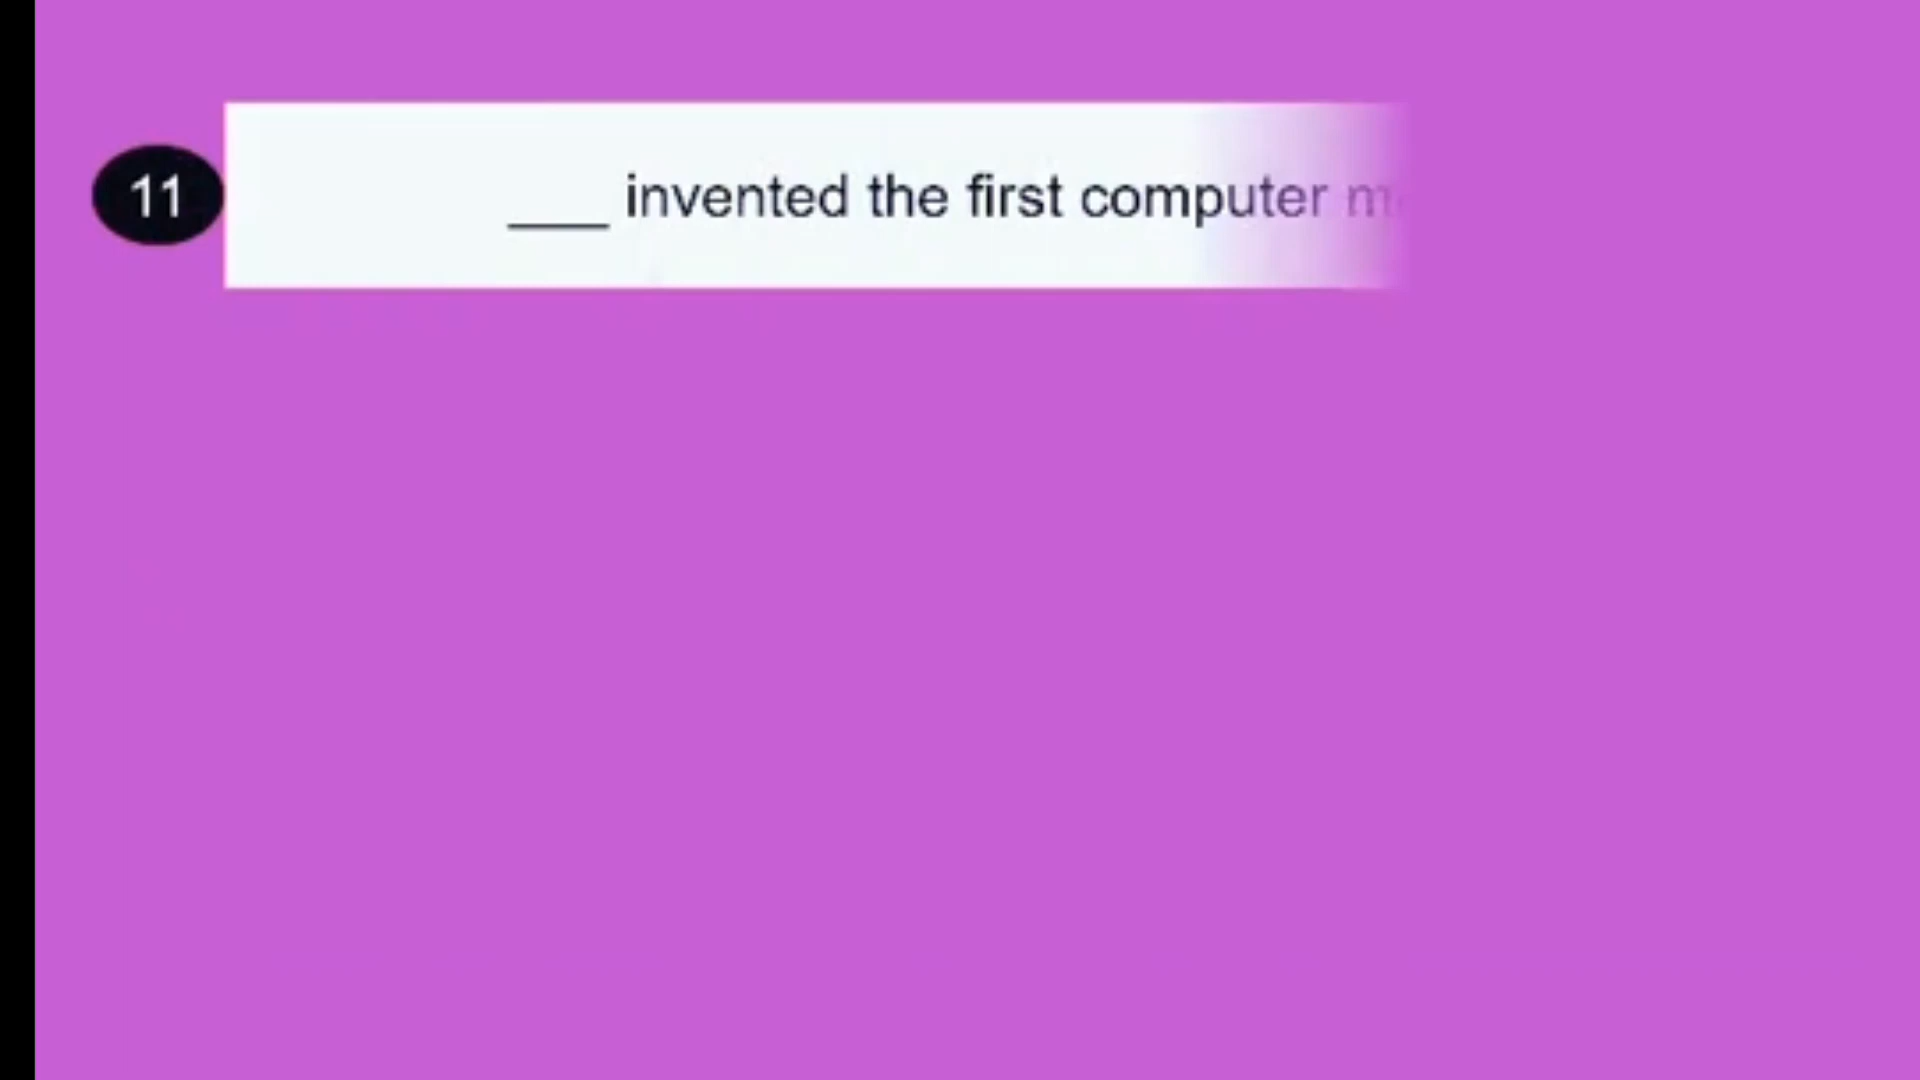 11
___ invented the first computer